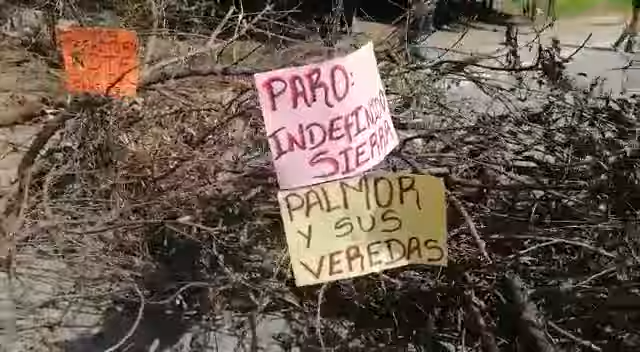 PARO:
INDEFINIDO
SIERRA
PALMOR
Y SUS
VEREDAS